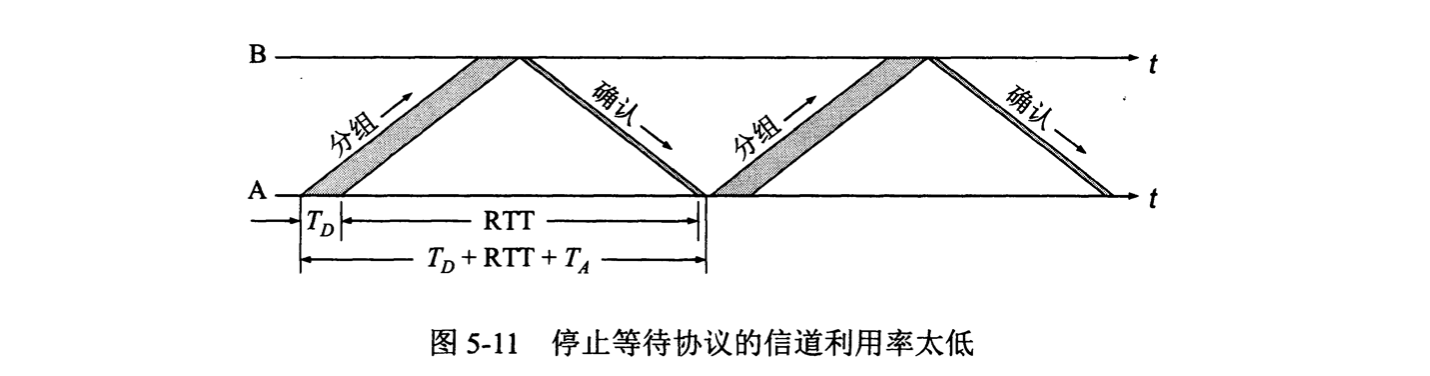 B t
分组 确认 分组 确认
A t
T_D RTT
T_D + RTT + T_A
图 5-11 停止等待协议的信道利用率太低